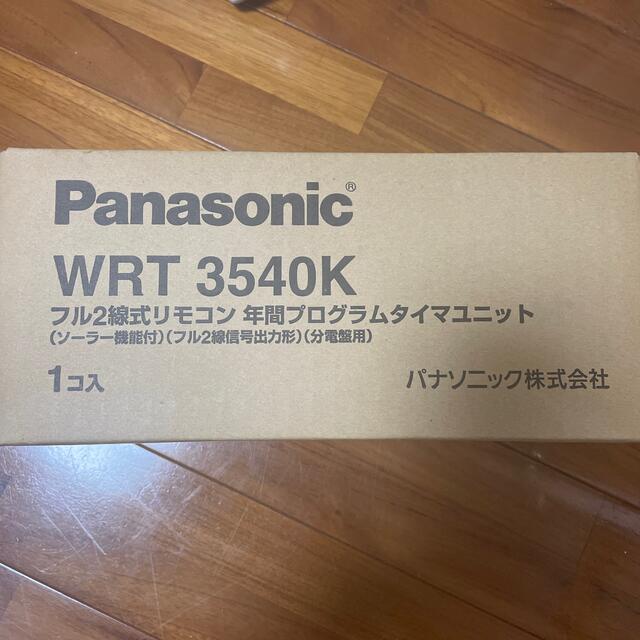 Panasonic®
WRT 3540K
フル2線式リモコン 年間プログラムタイマユニット
(ソーラー機能付)(フル2線信号出力形)(分電盤用)
1コ入
パナソニック株式会社